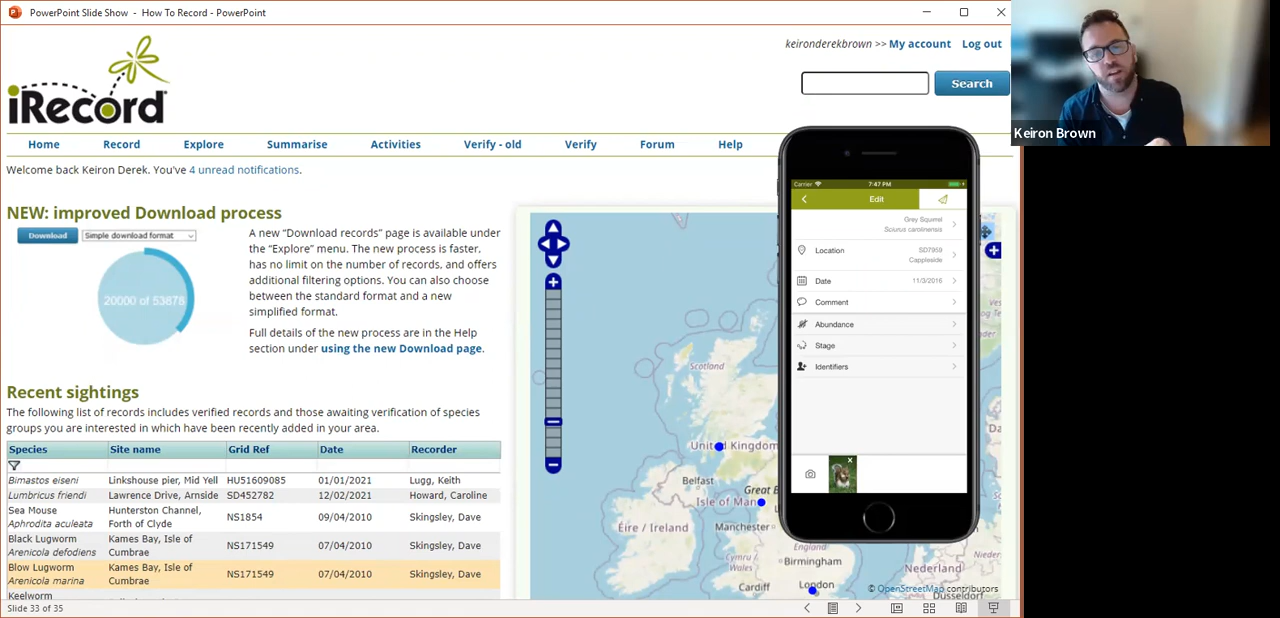 PowerPoint Slide Show - How To Record - PowerPoint
keironderekbrown >> My account Log out
iRecord
Search
Keiron Brown
Home Record Explore Summarise Activities Verify - old Verify Forum Help
Welcome back Keiron Derek. You've 4 unread notifications.
NEW: improved Download process
Download Simple download format
20000 of 53878
A new “Download records” page is available under
the “Explore” menu. The new process is faster,
has no limit on the number of records, and offers
additional filtering options. You can also choose
between the standard format and a new
simplified format.
Full details of the new process are in the Help
section under using the new Download page.
Recent sightings
The following list of records includes verified records and those awaiting verification of species
groups you are interested in which have been recently added in your area.
Species Site name Grid Ref Date Recorder
Bimastos eiseni Linkshouse pier, Mid Yell HU51609085 01/01/2021 Lugg, Keith
Lumbricus friendi Lawrence Drive, Arnside SD452782 12/02/2021 Howard, Caroline
Sea Mouse Hunterston Channel,
Aphrodita aculeata Forth of Clyde NS1854 09/04/2010 Skingsley, Dave
Black Lugworm Kames Bay, Isle of
Arenicola defodiens Cumbrae NS171549 07/04/2010 Skingsley, Dave
Blow Lugworm Kames Bay, Isle of
Arenicola marina Cumbrae NS171549 07/04/2010 Skingsley, Dave
Keelworm
Scotland
United Kingdom
Belfast
Great B
Isle of Man
Éire / Ireland
Manchester
England
Birmingham
Cymru /
Wales
Cardiff
London
Nederland
© OpenStreetMap contributors
Carrier 7:47 PM
Edit
Grey Squirrel
Sciurus carolinensis
Location SD7959
Cappleside
Date 11/3/2016
Comment
Abundance
Stage
Identifiers
Slide 33 of 35